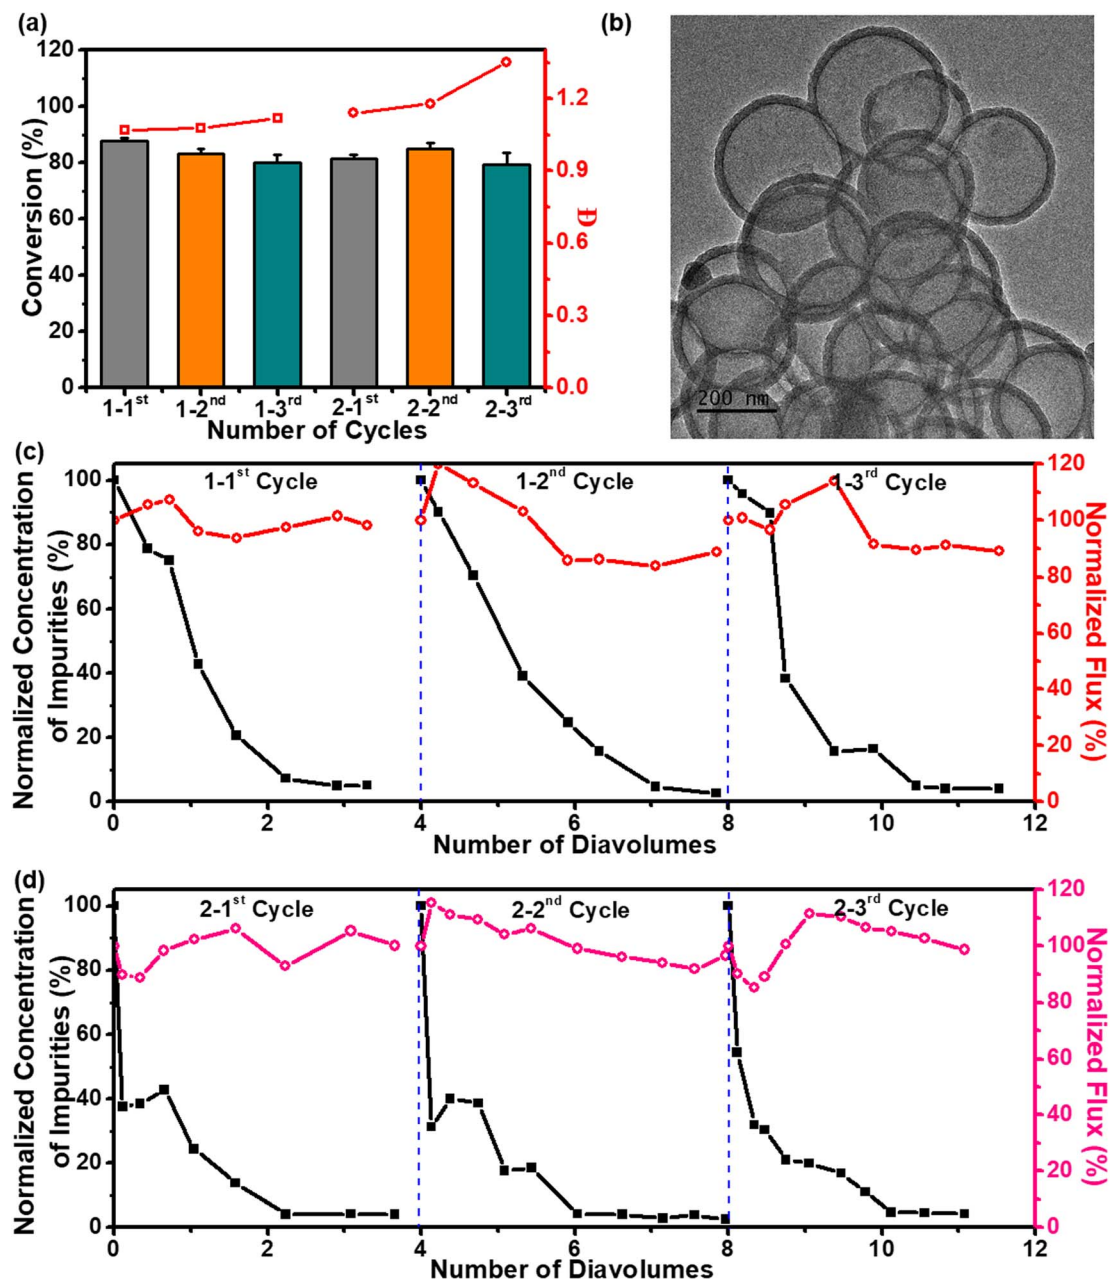 (a)
120
100
80
60
40
20
0
Conversion (%)
1.2
0.9
0.6
0.3
0.0
Đ
1-1st
1-2nd
1-3rd
2-1st
2-2nd
2-3rd
Number of Cycles
(b)
200 nm
(c)
1-1st Cycle
1-2nd Cycle
1-3rd Cycle
100
80
60
40
20
0
Normalized Concentration
of Impurities (%)
120
100
80
60
40
20
0
Normalized Flux (%)
0
2
4
6
8
10
12
Number of Diavolumes
(d)
2-1st Cycle
2-2nd Cycle
2-3rd Cycle
100
80
60
40
20
0
Normalized Concentration
of Impurities (%)
120
100
80
60
40
20
0
Normalized Flux (%)
0
2
4
6
8
10
12
Number of Diavolumes